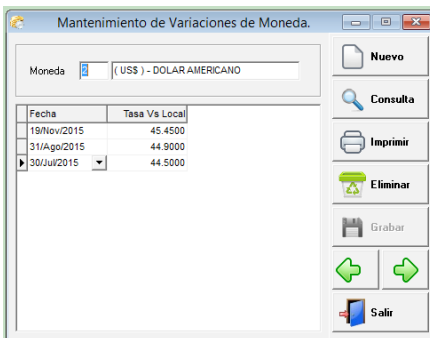 Mantenimiento de Variaciones de Moneda.
Moneda 2 ( US$ ) - DOLAR AMERICANO
Fecha Tasa Vs Local
19/Nov/2015 45.4500
31/Ago/2015 44.9000
30/Jul/2015 44.5000
Nuevo
Consulta
Imprimir
Eliminar
Grabar
Salir